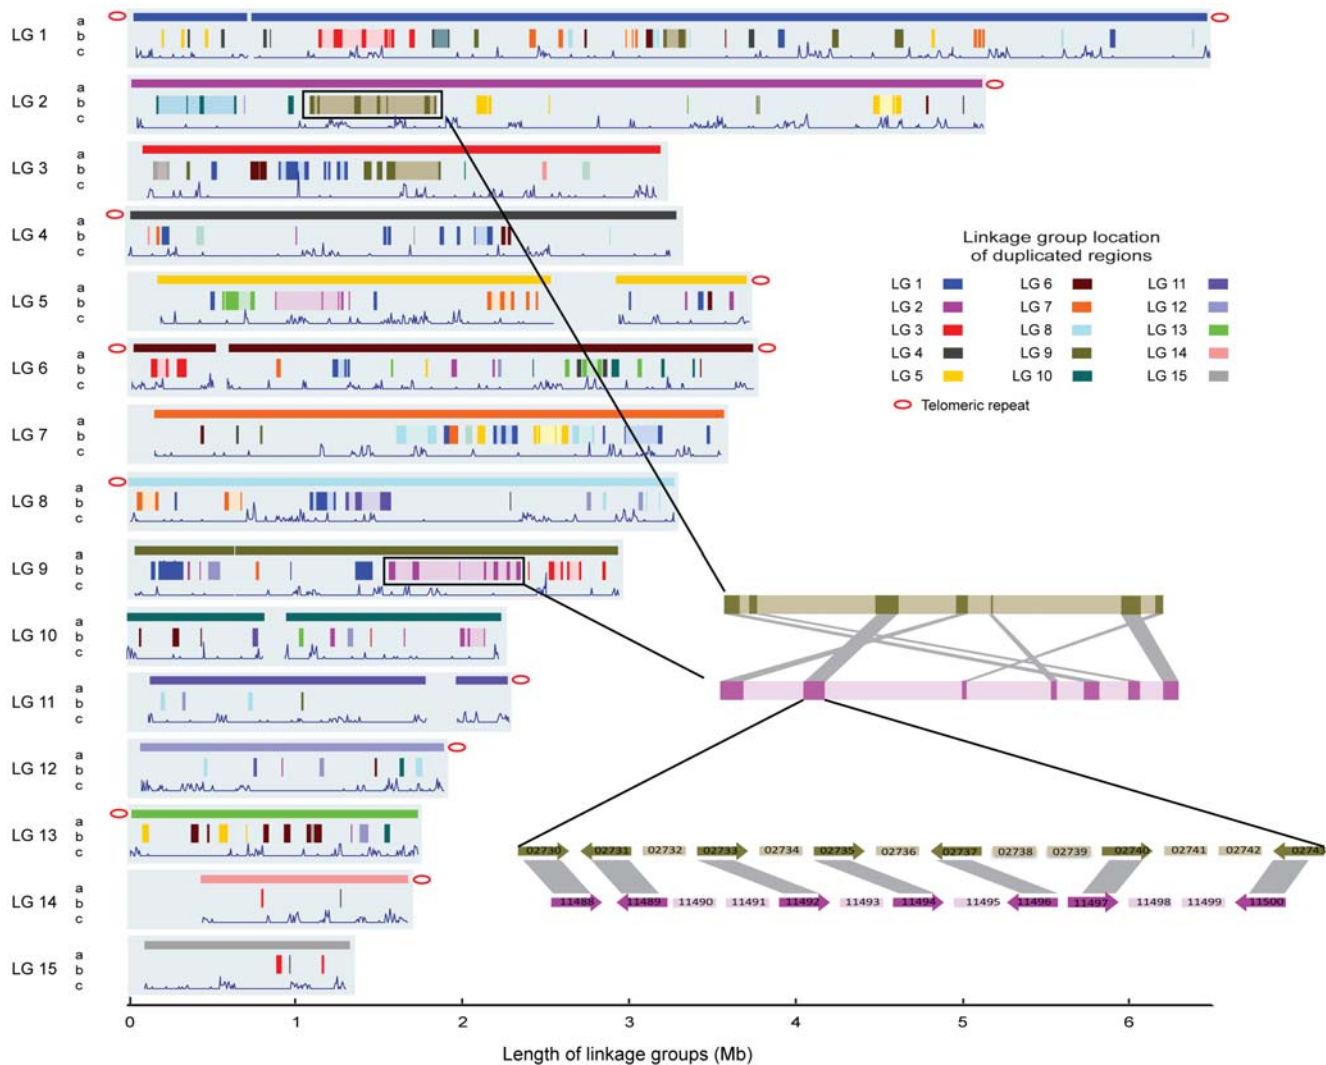 LG 1 a b c
LG 2 a b c
LG 3 a b c
LG 4 a b c
LG 5 a b c
LG 6 a b c
LG 7 a b c
LG 8 a b c
LG 9 a b c
LG 10 a b c
LG 11 a b c
LG 12 a b c
LG 13 a b c
LG 14 a b c
LG 15 a b c
Linkage group location
of duplicated regions
LG 1 LG 6 LG 11
LG 2 LG 7 LG 12
LG 3 LG 8 LG 13
LG 4 LG 9 LG 14
LG 5 LG 10 LG 15
Telomeric repeat
02730 02731 02732 02733 02734 02735 02736 02737 02738 02739 02740 02741 02742 02743
11488 11489 11490 11491 11492 11493 11494 11495 11496 11497 11498 11499 11500
0 1 2 3 4 5 6
Length of linkage groups (Mb)